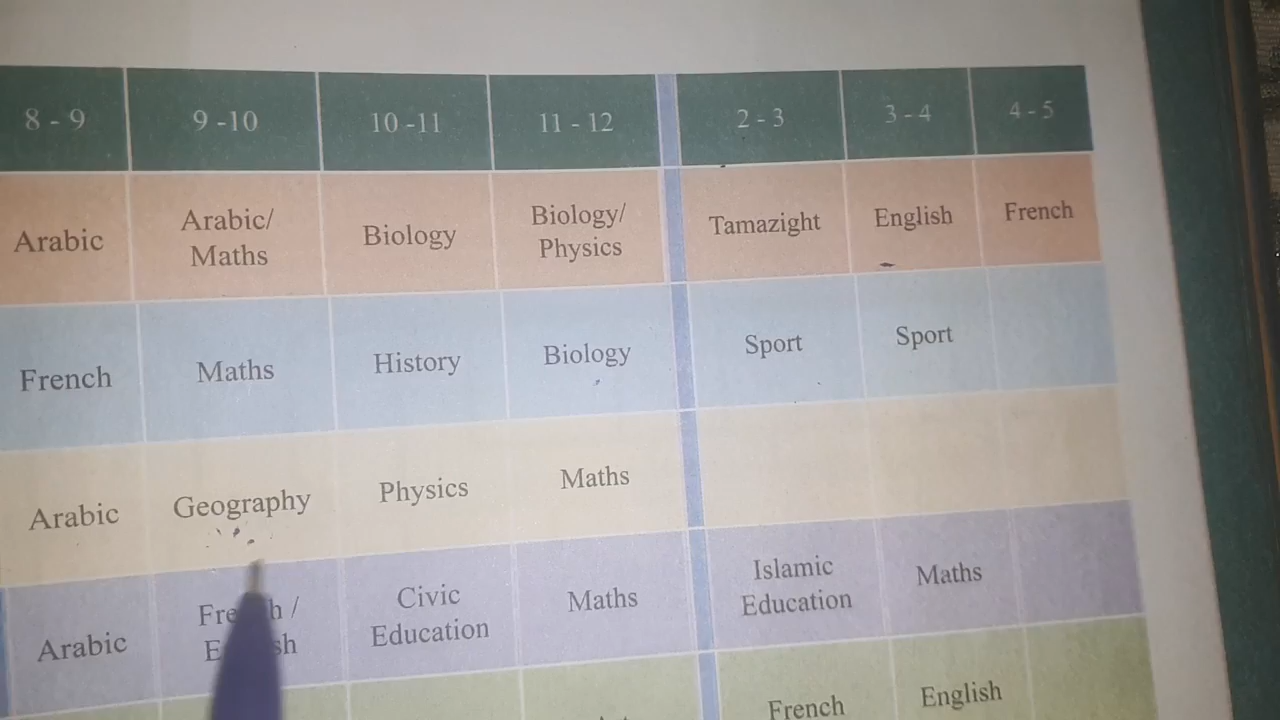 8 - 9 9 -10 10 -11 11 - 12 2 - 3 3 - 4 4 - 5
Arabic Arabic/ Maths Biology Biology/ Physics Tamazight English French
French Maths History Biology Sport Sport
Arabic Geography Physics Maths
Arabic French / English Civic Education Maths Islamic Education Maths
French English